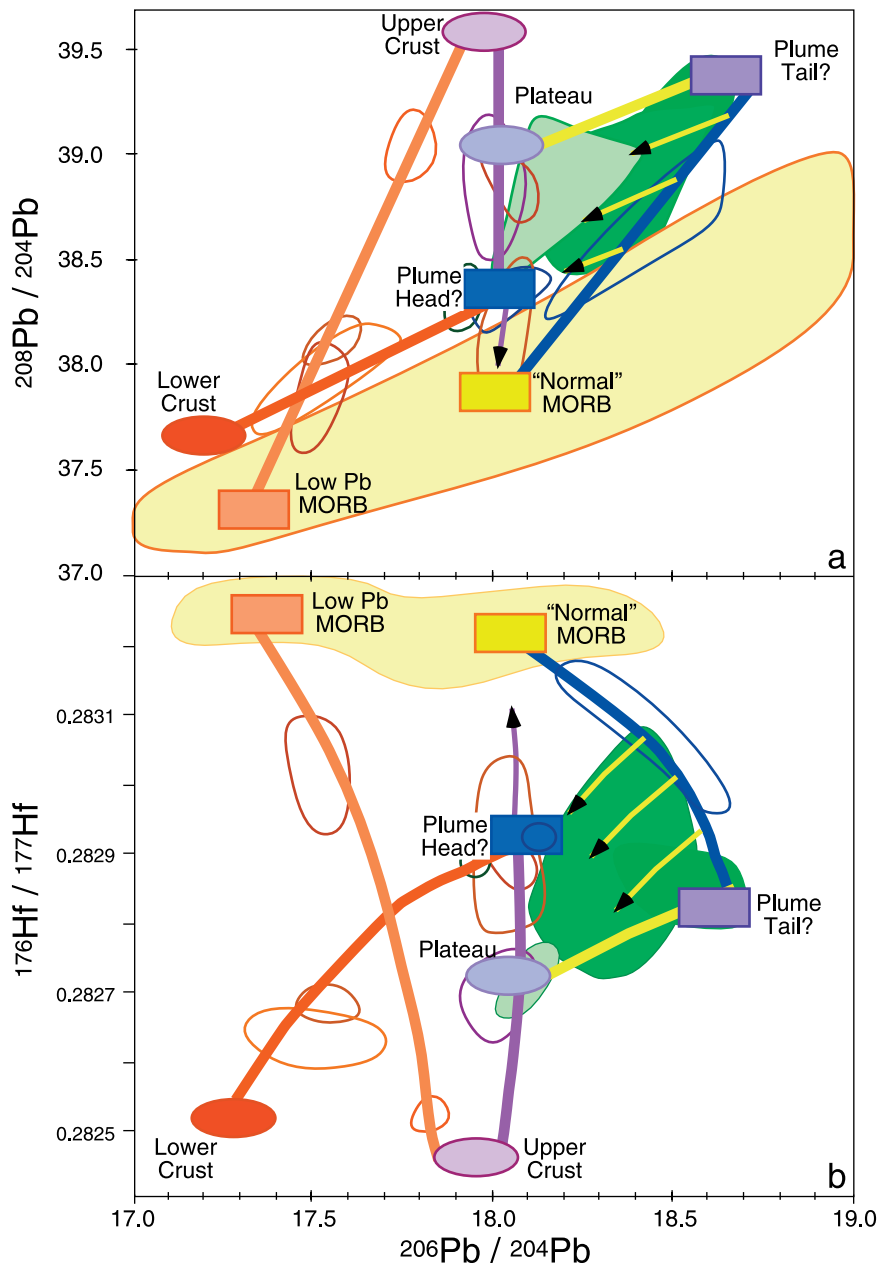 Upper
Crust
39.5
Plume
Tail?
Plateau
39.0
208Pb / 204Pb
38.5
Plume
Head?
38.0
Lower
Crust
"Normal"
MORB
37.5
Low Pb
MORB
a
37.0
Low Pb
MORB
"Normal"
MORB
0.2831
176Hf / 177Hf
Plume
Head?
0.2829
Plume
Tail?
Plateau
0.2827
0.2825
Lower
Crust
Upper
Crust
b
17.0 17.5 18.0 18.5 19.0
206Pb / 204Pb